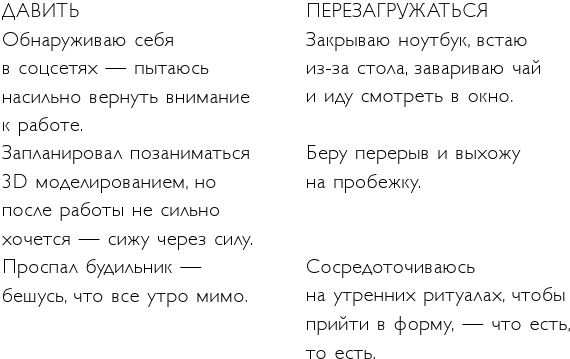 ДАВИТЬ
Обнаруживаю себя
в соцсетях — пытаюсь
насильно вернуть внимание
к работе.
Запланировал позаниматься
3D моделированием, но
после работы не сильно
хочется — сижу через силу.
Проспал будильник —
бешусь, что все утро мимо.
ПЕРЕЗАГРУЖАТЬСЯ
Закрываю ноутбук, встаю
из-за стола, завариваю чай
и иду смотреть в окно.
Беру перерыв и выхожу
на пробежку.
Сосредоточиваюсь
на утренних ритуалах, чтобы
прийти в форму, — что есть,
то есть.